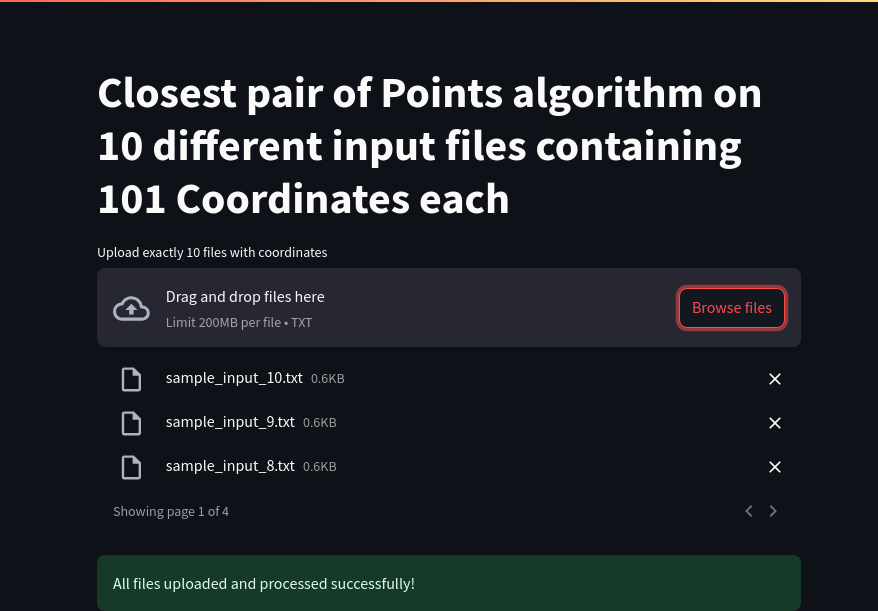 Closest pair of Points algorithm on
10 different input files containing
101 Coordinates each
Upload exactly 10 files with coordinates
Drag and drop files here
Limit 200MB per file • TXT
Browse files
sample_input_10.txt 0.6KB
sample_input_9.txt 0.6KB
sample_input_8.txt 0.6KB
Showing page 1 of 4
All files uploaded and processed successfully!